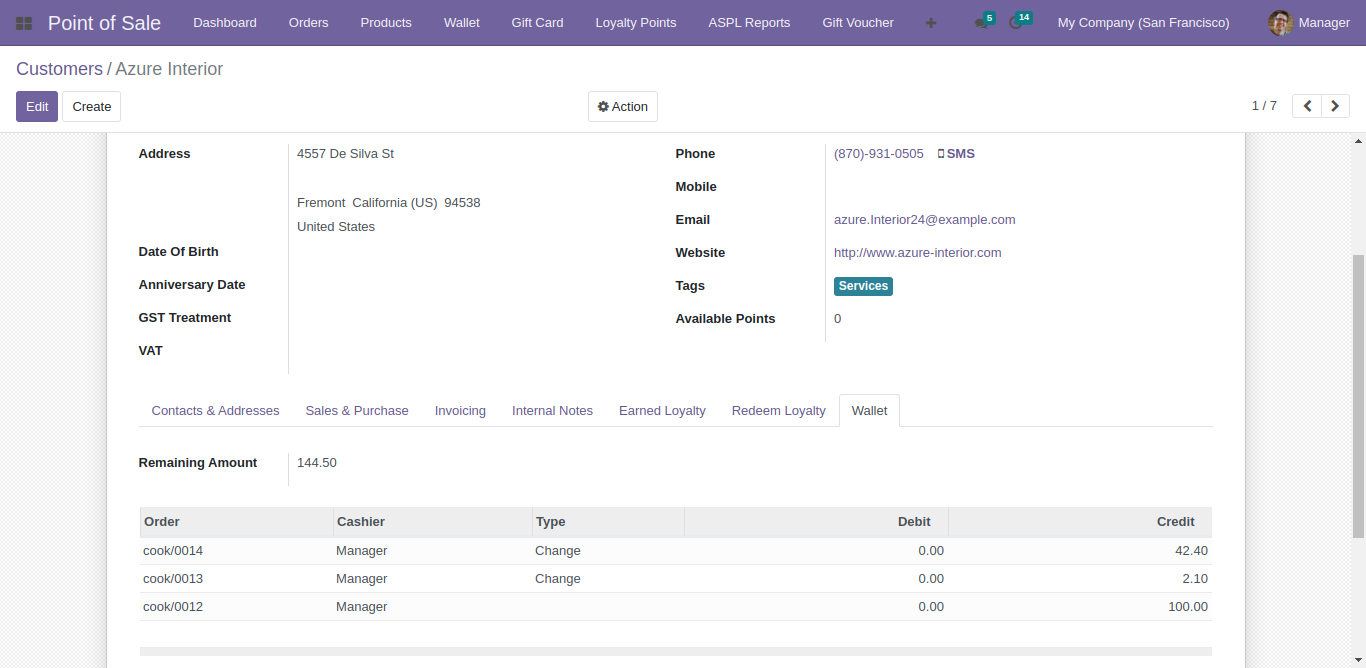 Point of Sale Dashboard Orders Products Wallet Gift Card Loyalty Points ASPL Reports Gift Voucher 5 14 My Company (San Francisco) Manager
Customers / Azure Interior
Edit Create Action 1 / 7
Address 4557 De Silva St Phone (870)-931-0505 SMS
Mobile
Fremont California (US) 94538
Email azure.Interior24@example.com
United States
Date Of Birth Website http://www.azure-interior.com
Anniversary Date Tags Services
GST Treatment Available Points 0
VAT
Contacts & Addresses Sales & Purchase Invoicing Internal Notes Earned Loyalty Redeem Loyalty Wallet
Remaining Amount 144.50
Order Cashier Type Debit Credit
cook/0014 Manager Change 0.00 42.40
cook/0013 Manager Change 0.00 2.10
cook/0012 Manager 0.00 100.00